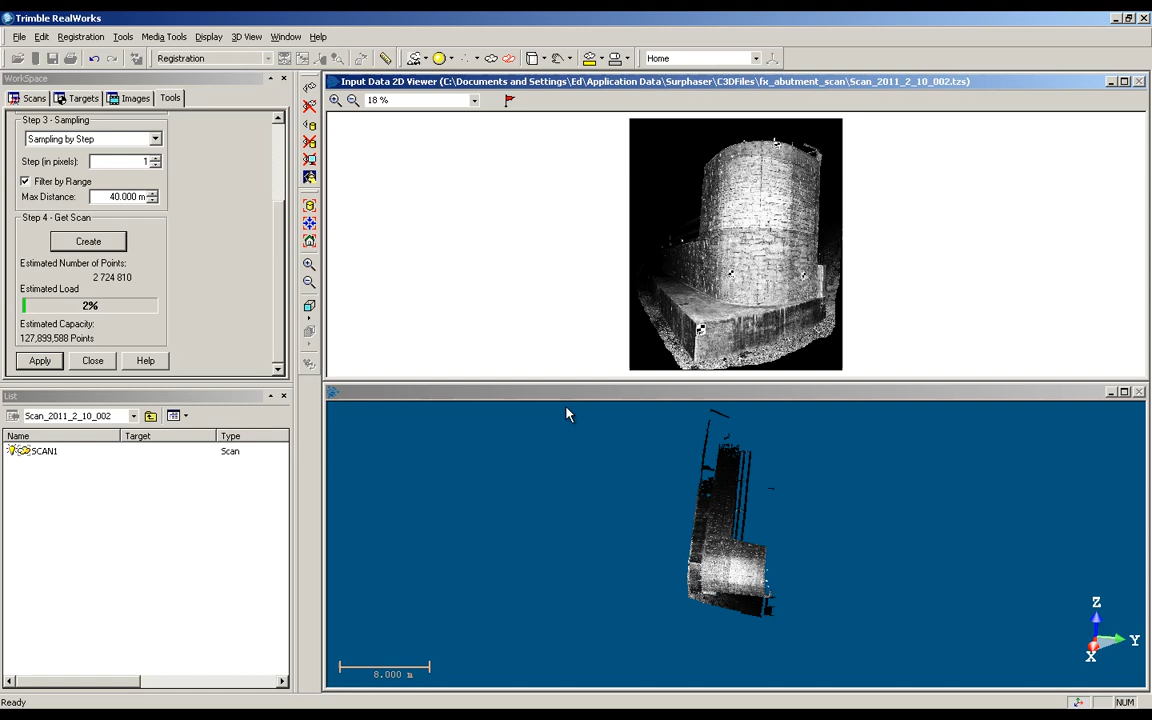 Trimble RealWorks
File Edit Registration Tools Media Tools Display 3D View Window Help
Registration Home
WorkSpace
Scans Targets Images Tools
Step 3 - Sampling
Sampling by Step
Step (in pixels): 1
Filter by Range
Max Distance: 40.000 m
Step 4 - Get Scan
Create
Estimated Number of Points:
2 724 810
Estimated Load
2%
Estimated Capacity:
127,899,588 Points
Apply Close Help
List
Scan_2011_2_10_002
Name Target Type
SCAN1 Scan
Input Data 2D Viewer (C:\Documents and Settings\Ed\Application Data\Surphaser\C3DFiles\fx_abutment_scan\Scan_2011_2_10_002.tzs)
18 %
8.000 m
Z
Y
X
Ready NUM